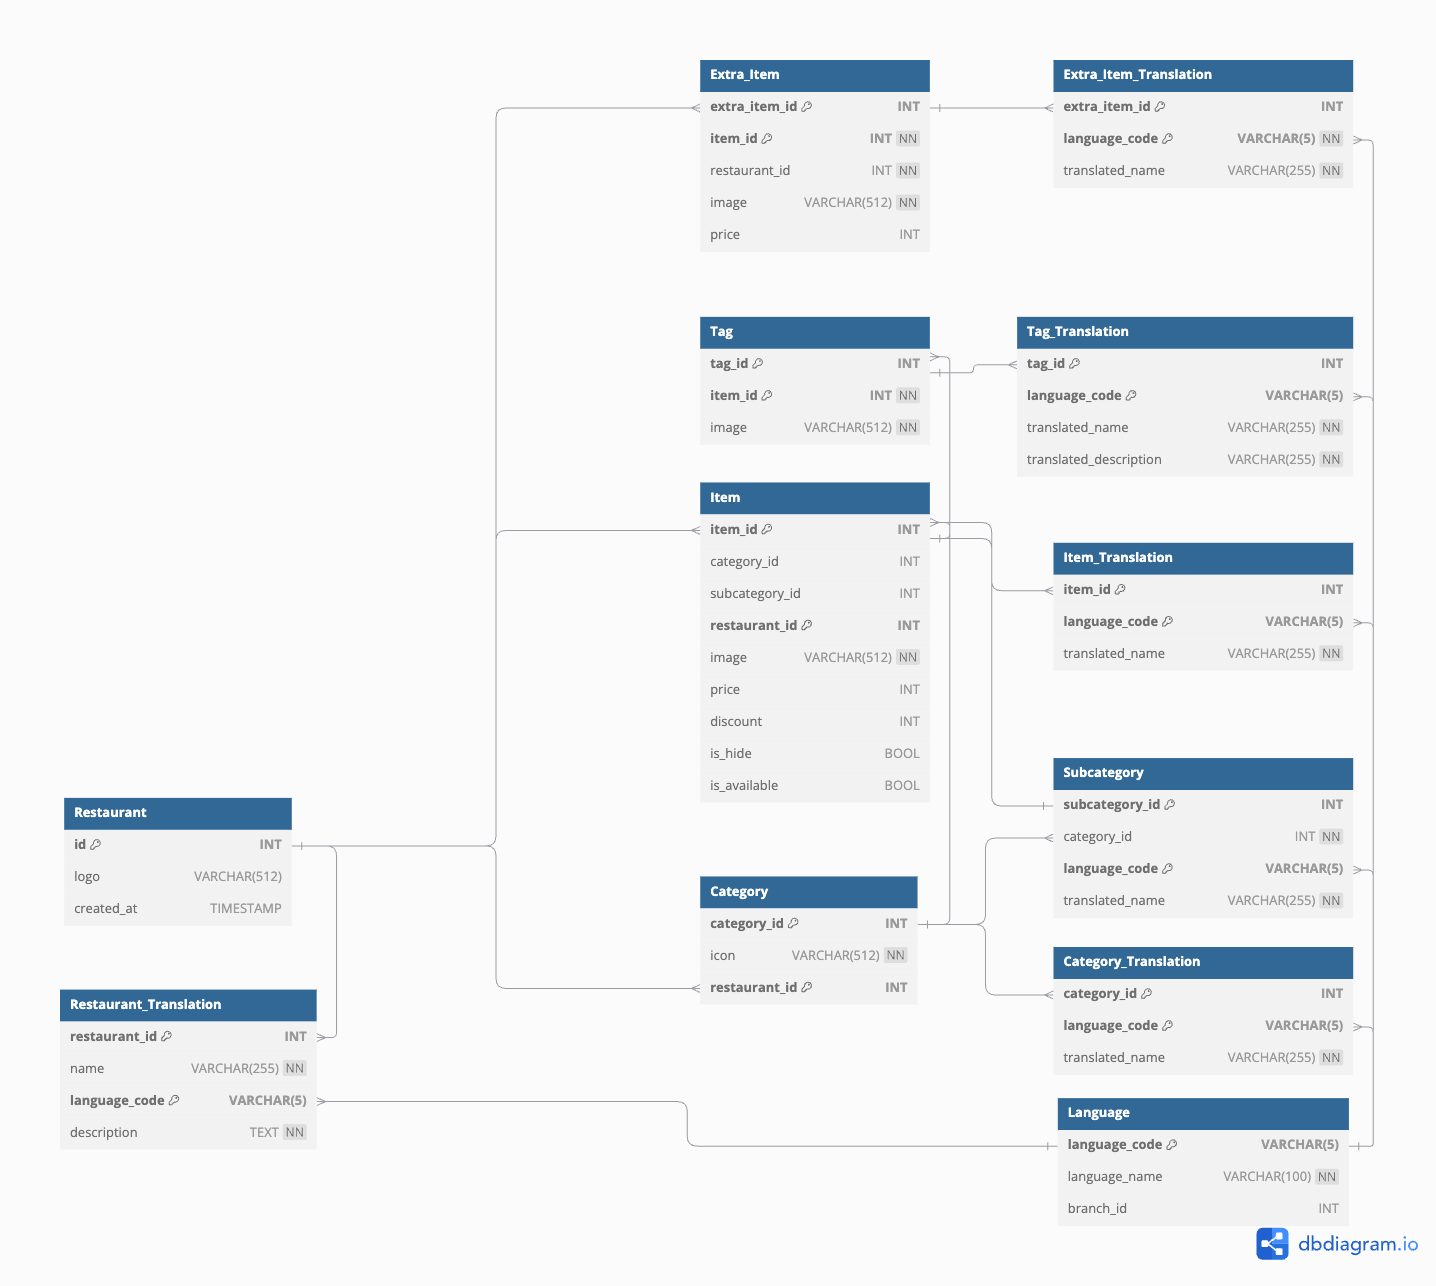 Extra_Item
extra_item_id INT
item_id INT NN
restaurant_id INT NN
image VARCHAR(512) NN
price INT
Extra_Item_Translation
extra_item_id INT
language_code VARCHAR(5) NN
translated_name VARCHAR(255) NN
Tag
tag_id INT
item_id INT NN
image VARCHAR(512) NN
Tag_Translation
tag_id INT
language_code VARCHAR(5)
translated_name VARCHAR(255) NN
translated_description VARCHAR(255) NN
Item
item_id INT
category_id INT
subcategory_id INT
restaurant_id INT
image VARCHAR(512) NN
price INT
discount INT
is_hide BOOL
is_available BOOL
Item_Translation
item_id INT
language_code VARCHAR(5)
translated_name VARCHAR(255) NN
Subcategory
subcategory_id INT
category_id INT NN
language_code VARCHAR(5)
translated_name VARCHAR(255) NN
Restaurant
id INT
logo VARCHAR(512)
created_at TIMESTAMP
Category
category_id INT
icon VARCHAR(512) NN
restaurant_id INT
Category_Translation
category_id INT
language_code VARCHAR(5)
translated_name VARCHAR(255) NN
Restaurant_Translation
restaurant_id INT
name VARCHAR(255) NN
language_code VARCHAR(5)
description TEXT NN
Language
language_code VARCHAR(5)
language_name VARCHAR(100) NN
branch_id INT
dbdiagram.io